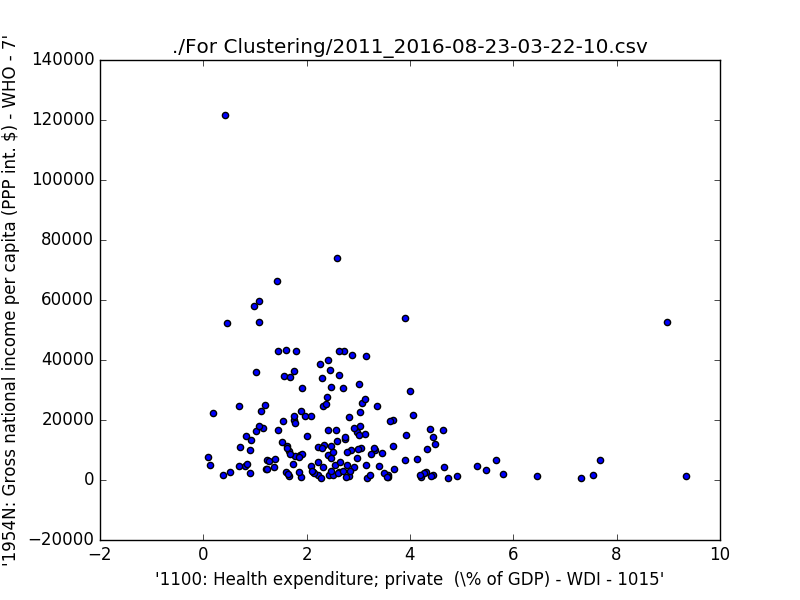 ./For Clustering/2011_2016-08-23-03-22-10.csv
'1954N: Gross national income per capita (PPP int. $) - WHO - 7'
140000
120000
100000
80000
60000
40000
20000
0
−20000
−2 0 2 4 6 8 10
'1100: Health expenditure; private  (\% of GDP) - WDI - 1015'